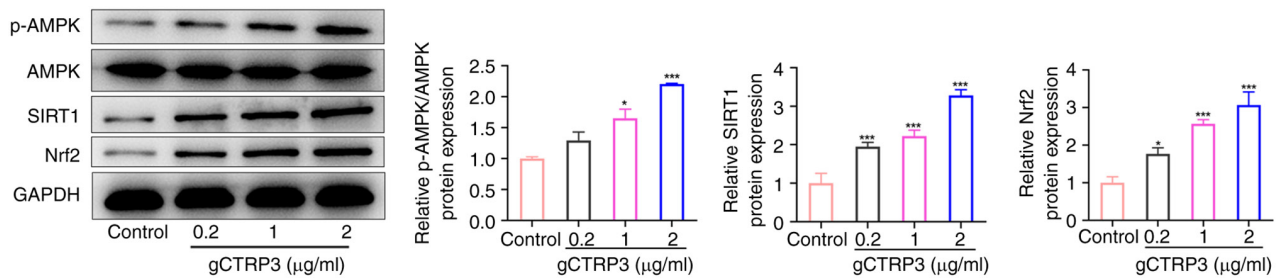 p-AMPK
AMPK
SIRT1
Nrf2
GAPDH
Control 0.2 1 2
gCTRP3 (μg/ml)
Relative p-AMPK/AMPK
protein expression
2.5
2.0
1.5
1.0
0.5
0.0
*
***
Control 0.2 1 2
gCTRP3 (μg/ml)
Relative SIRT1
protein expression
4
3
2
1
0
***
***
***
Control 0.2 1 2
gCTRP3 (μg/ml)
Relative Nrf2
protein expression
4
3
2
1
0
*
***
***
Control 0.2 1 2
gCTRP3 (μg/ml)